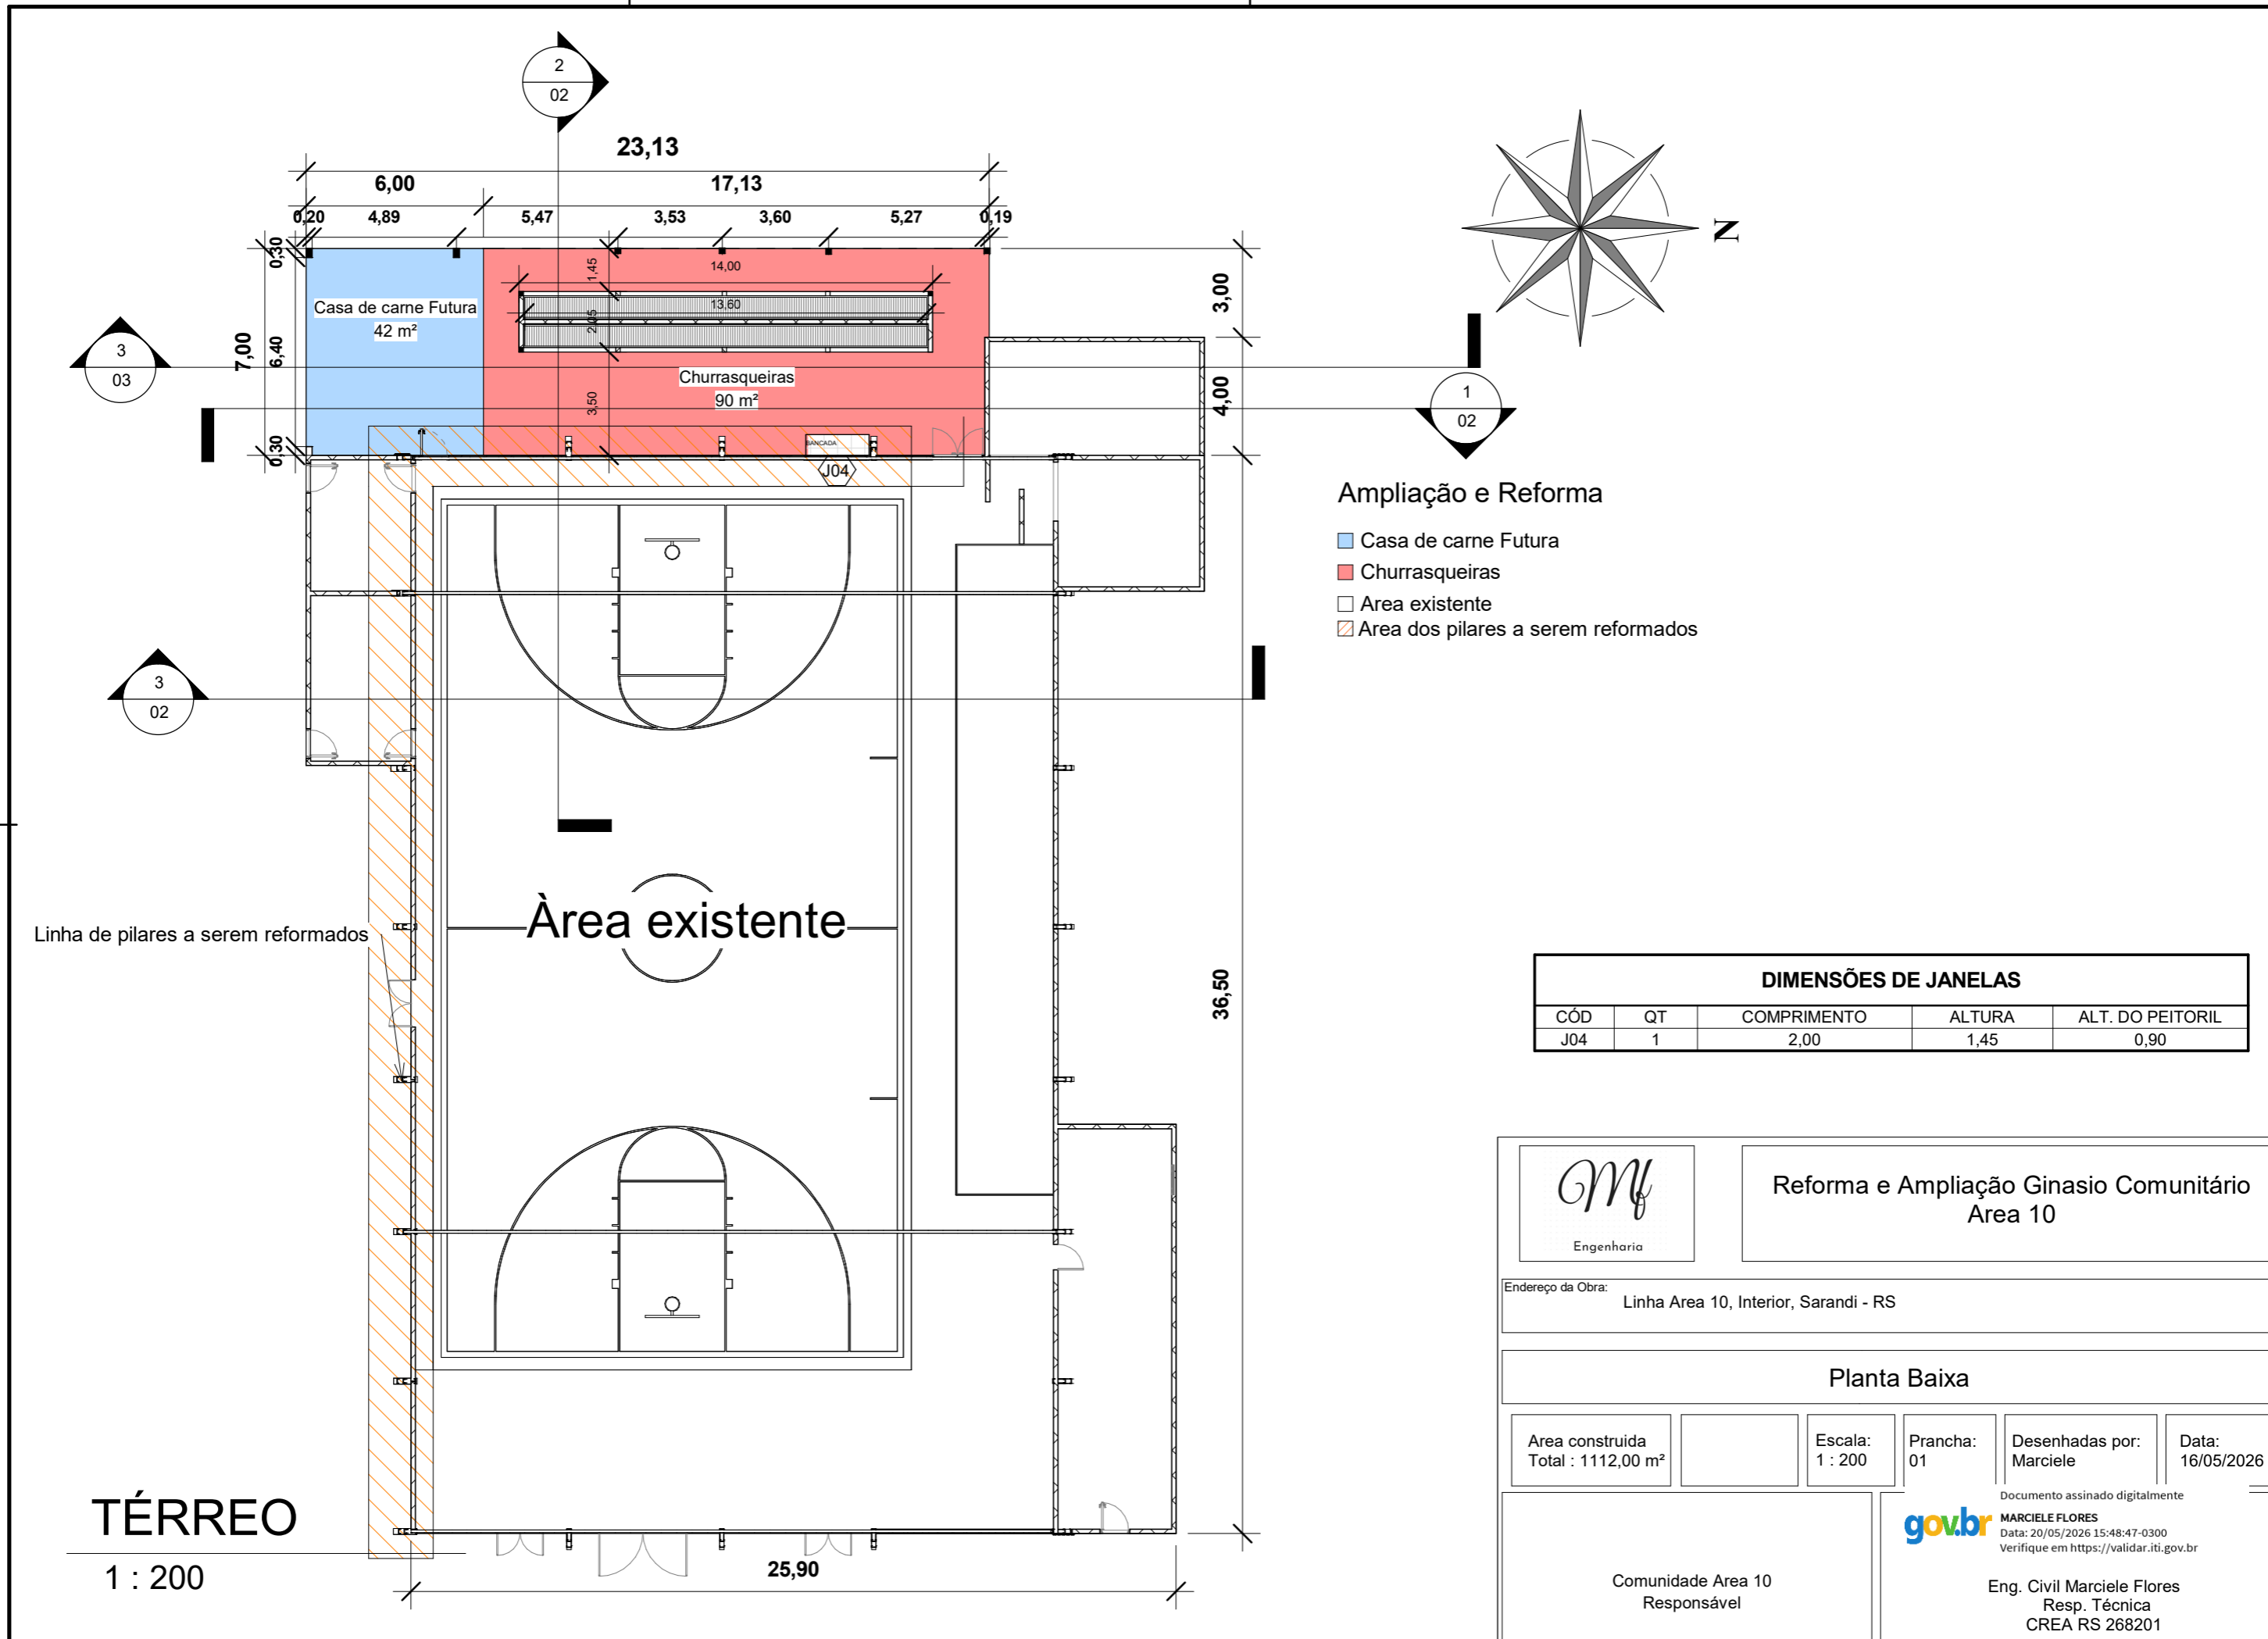 2
02
23,13
6,00
17,13
0,20
4,89
5,47
3,53
3,60
5,27
0,19
N
0,30
1,45
14,00
3,00
Casa de carne Futura
42 m²
13,60
2,05
7,00
6,40
3
03
Churrasqueiras
90 m²
3,50
4,00
1
02
0,30
BANCADA
J04
Ampliação e Reforma
Casa de carne Futura
Churrasqueiras
Area existente
Area dos pilares a serem reformados
3
02
Àrea existente
Linha de pilares a serem reformados
36,50
DIMENSÕES DE JANELAS
CÓD QT COMPRIMENTO ALTURA ALT. DO PEITORIL
J04 1 2,00 1,45 0,90
Mf
Engenharia
Reforma e Ampliação Ginasio Comunitário
Area 10
Endereço da Obra:
Linha Area 10, Interior, Sarandi - RS
Planta Baixa
Area construida
Total : 1112,00 m²
Escala:
1 : 200
Prancha:
01
Desenhadas por:
Marciele
Data:
16/05/2026
TÉRREO
1 : 200
25,90
gov.br
Documento assinado digitalmente
MARCIELE FLORES
Data: 20/05/2026 15:48:47-0300
Verifique em https://validar.iti.gov.br
Comunidade Area 10
Responsável
Eng. Civil Marciele Flores
Resp. Técnica
CREA RS 268201